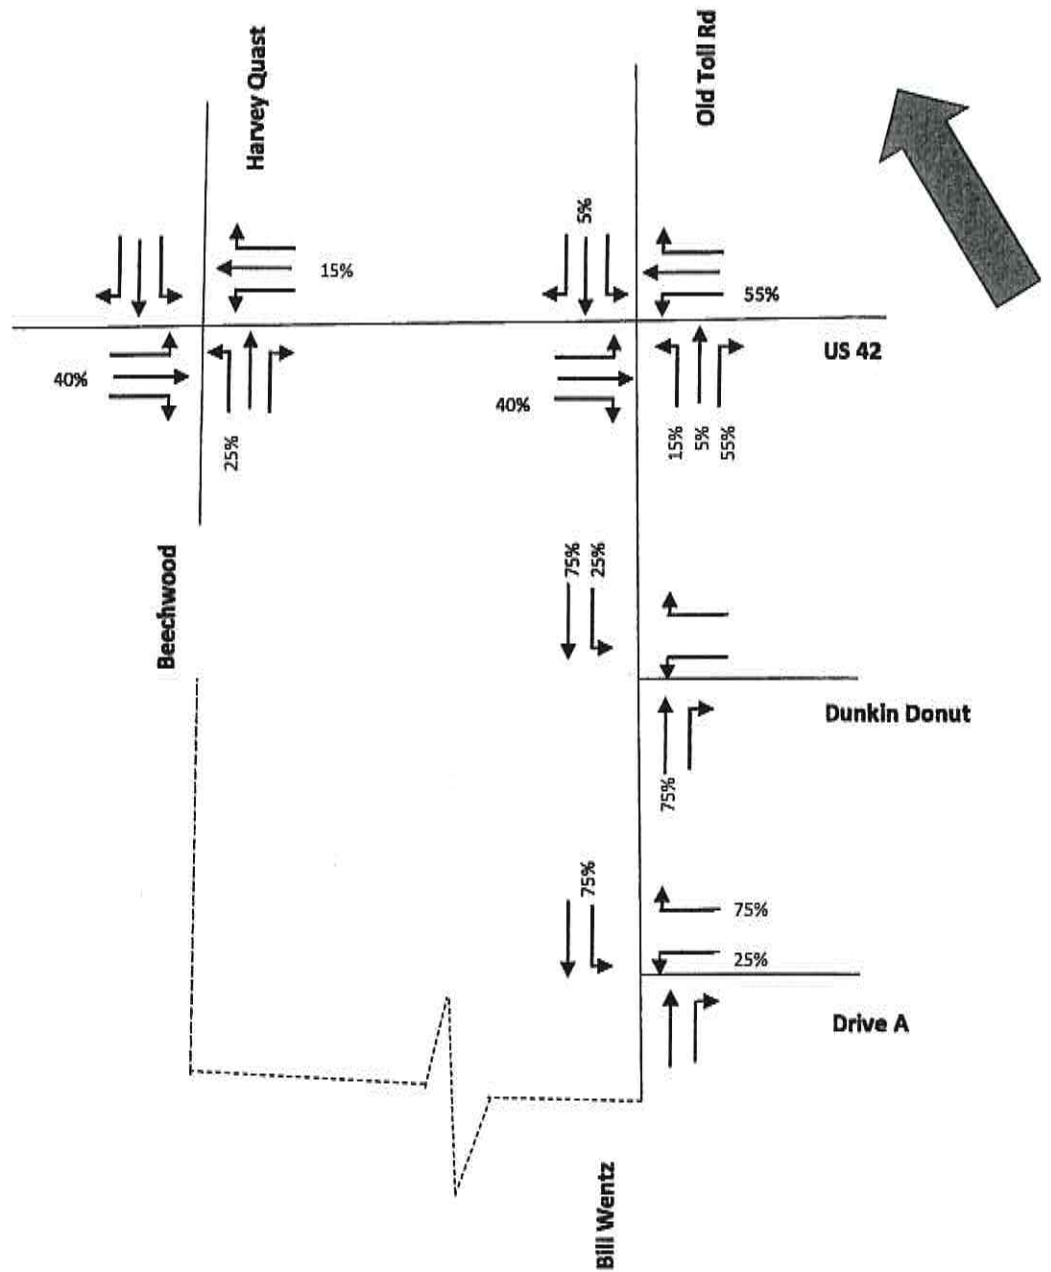 Harvey Quast
Old Toll Rd
5%
15%
55%
US 42
40%
40%
25%
15%
5%
55%
Beechwood
75%
25%
Dunkin Donut
75%
75%
75%
25%
Drive A
Bill Wentz